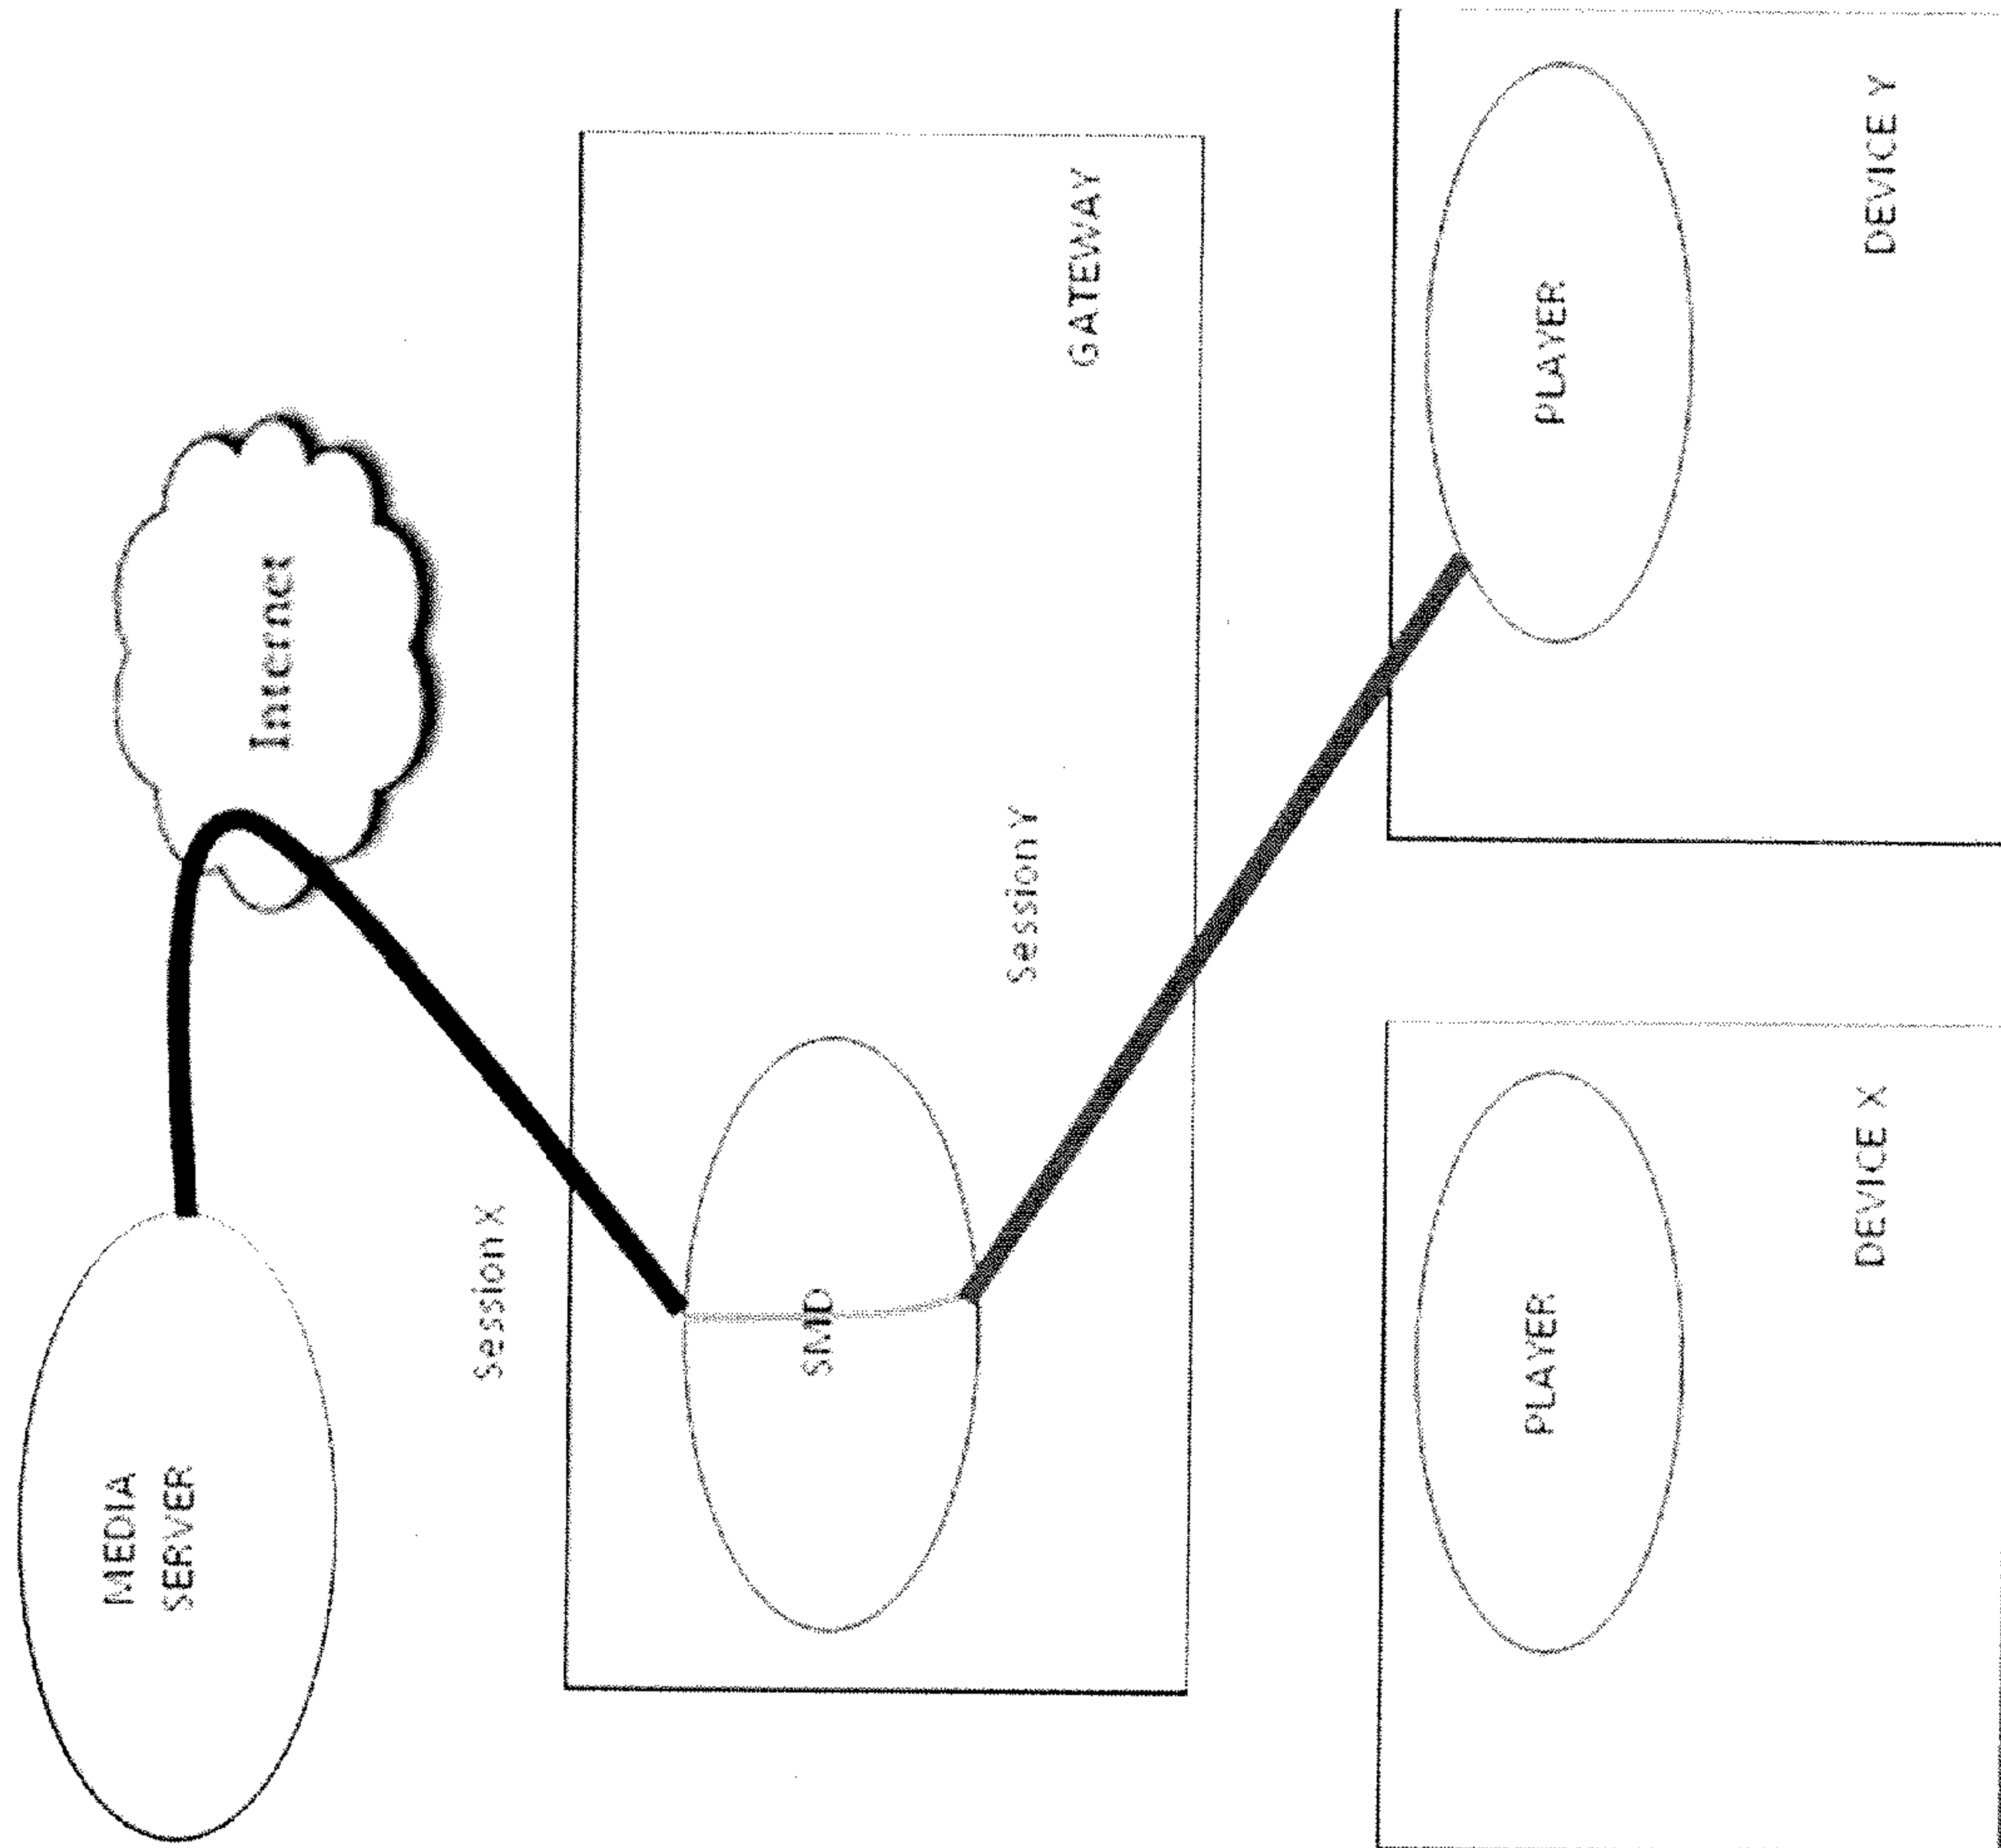 MEDIA
SERVER
Internet
Session X
SMD
Session Y
GATEWAY
PLAYER
DEVICE X
PLAYER
DEVICE Y